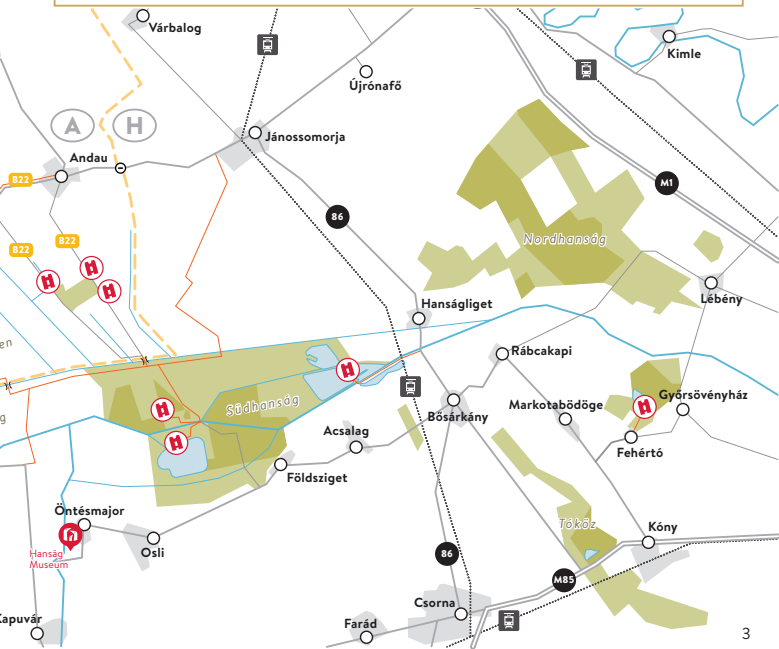 Várbalog
Kimle
Újrónafő
A
H
Jánossomorja
Andau
B22
M1
86
B22
B22
Nordhanság
Lébény
Hanságliget
en
Rábcakapi
Südhanság
Győrsövényház
Markotabödöge
Bősárkány
g
Acsalag
Fehértó
Földsziget
Öntésmajor
Tóköz
Kóny
Osli
Hanság
Museum
86
M85
Csorna
Kapuvár
Farád
3